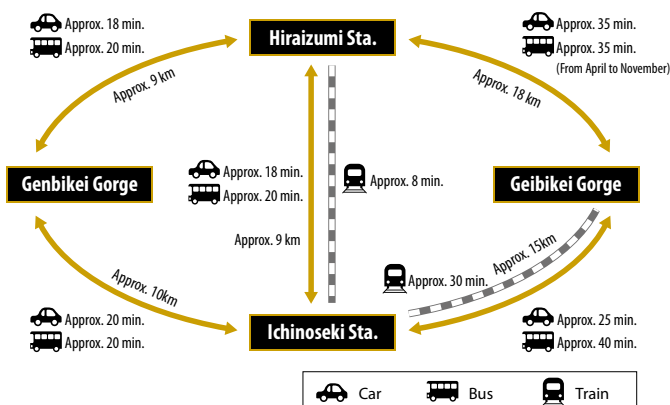 Approx. 18 min.
Approx. 20 min.
Approx. 9 km
Hiraizumi Sta.
Approx. 35 min.
Approx. 35 min.
(From April to November)
Approx. 18 km
Genbikei Gorge
Approx. 18 min.
Approx. 20 min.
Approx. 9 km
Approx. 8 min.
Geibikei Gorge
Approx. 10km
Approx. 20 min.
Approx. 20 min.
Ichinoseki Sta.
Approx. 30 min.
Approx. 15km
Approx. 25 min.
Approx. 40 min.
Car Bus Train